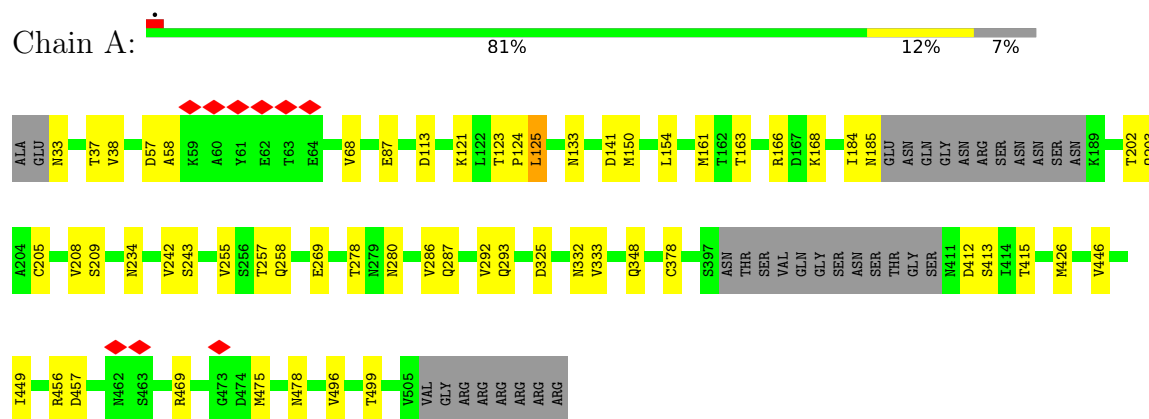 Chain A:
81% 12% 7%
ALA GLU N33 T37 V38 D57 A58 K59 A60 Y61 E62 T63 E64 V68 E87 D113 K121 L122 T123 P124 L125 N133 D141 M150 L154 M161 T162 T163 R166 D167 K168 I184 N185 GLU ASN GLN GLY ASN ARG SER ASN ASN SER ASN K189 T202
A204 C205 V208 S209 N234 V242 S243 V255 S256 T257 Q258 E269 T278 N279 N280 V286 Q287 V292 Q293 D325 N332 V333 Q348 C378 S397 ASN THR SER VAL GLN GLY SER ASN SER THR GLY SER N411 D412 S413 I414 T415 M426 V446
I449 R456 D457 N462 S463 R469 G473 D474 M475 N478 V496 T499 V505 VAL GLY ARG ARG ARG ARG ARG